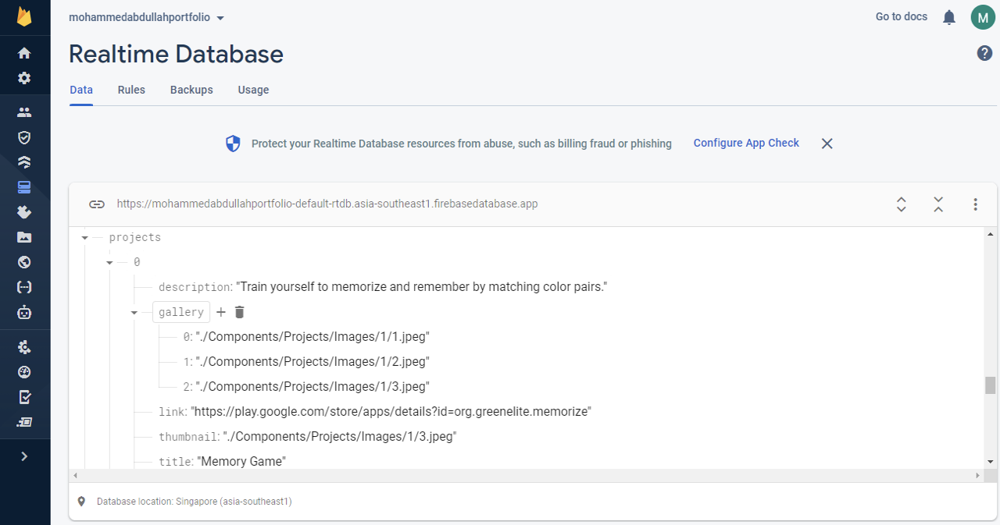 mohammedabdullahportfolio
Go to docs
M
Realtime Database
?
Data Rules Backups Usage
Protect your Realtime Database resources from abuse, such as billing fraud or phishing Configure App Check
https://mohammedabdullahportfolio-default-rtdb.asia-southeast1.firebasedatabase.app
projects
0
description: "Train yourself to memorize and remember by matching color pairs."
gallery
0: "./Components/Projects/Images/1/1.jpeg"
1: "./Components/Projects/Images/1/2.jpeg"
2: "./Components/Projects/Images/1/3.jpeg"
link: "https://play.google.com/store/apps/details?id=org.greenelite.memorize"
thumbnail: "./Components/Projects/Images/1/3.jpeg"
title: "Memory Game"
Database location: Singapore (asia-southeast1)